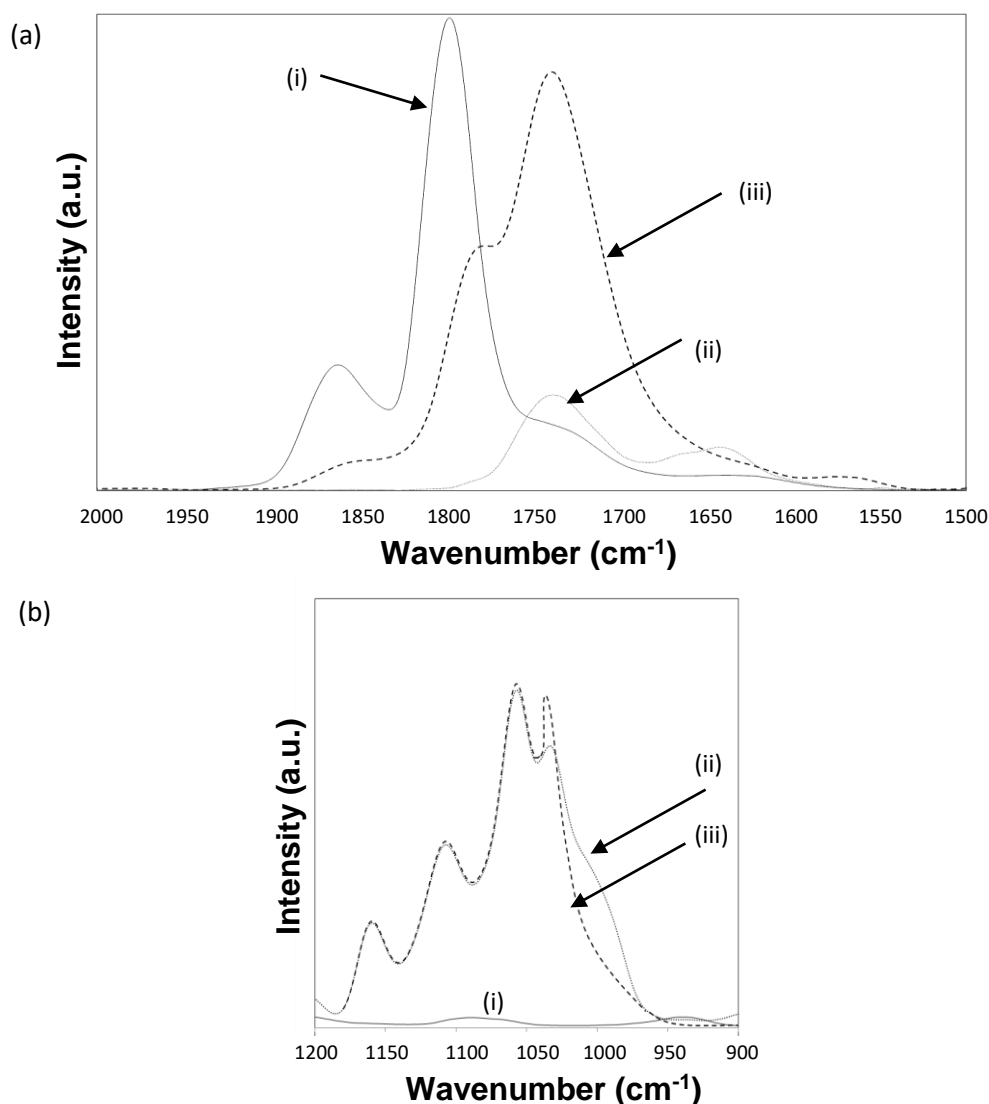 (a)
(i)
(iii)
(ii)
Intensity (a.u.)
2000 1950 1900 1850 1800 1750 1700 1650 1600 1550 1500
Wavenumber (cm-1)
(b)
(ii)
(iii)
(i)
Intensity (a.u.)
1200 1150 1100 1050 1000 950 900
Wavenumber (cm-1)